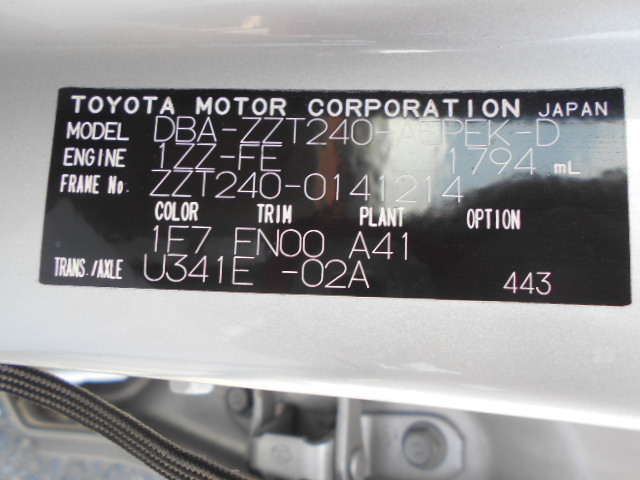 TOYOTA MOTOR CORPORATION JAPAN
MODEL DBA-ZZT240-AEPEK-D
ENGINE 1ZZ-FE 1794 mL
FRAME No. ZZT240-0141214
COLOR TRIM PLANT OPTION
1F7 FN00 A41
TRANS./AXLE U341E -02A 443